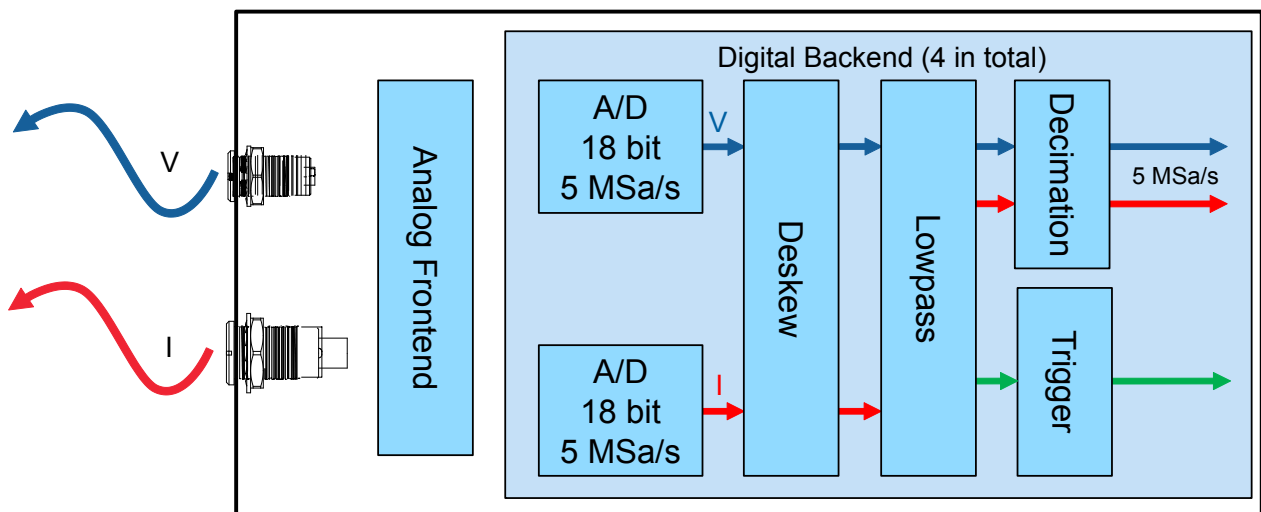 Digital Backend (4 in total)
V
I
Analog Frontend
A/D
18 bit
5 MSa/s
V
A/D
18 bit
5 MSa/s
I
Deskew
Lowpass
Decimation
5 MSa/s
Trigger